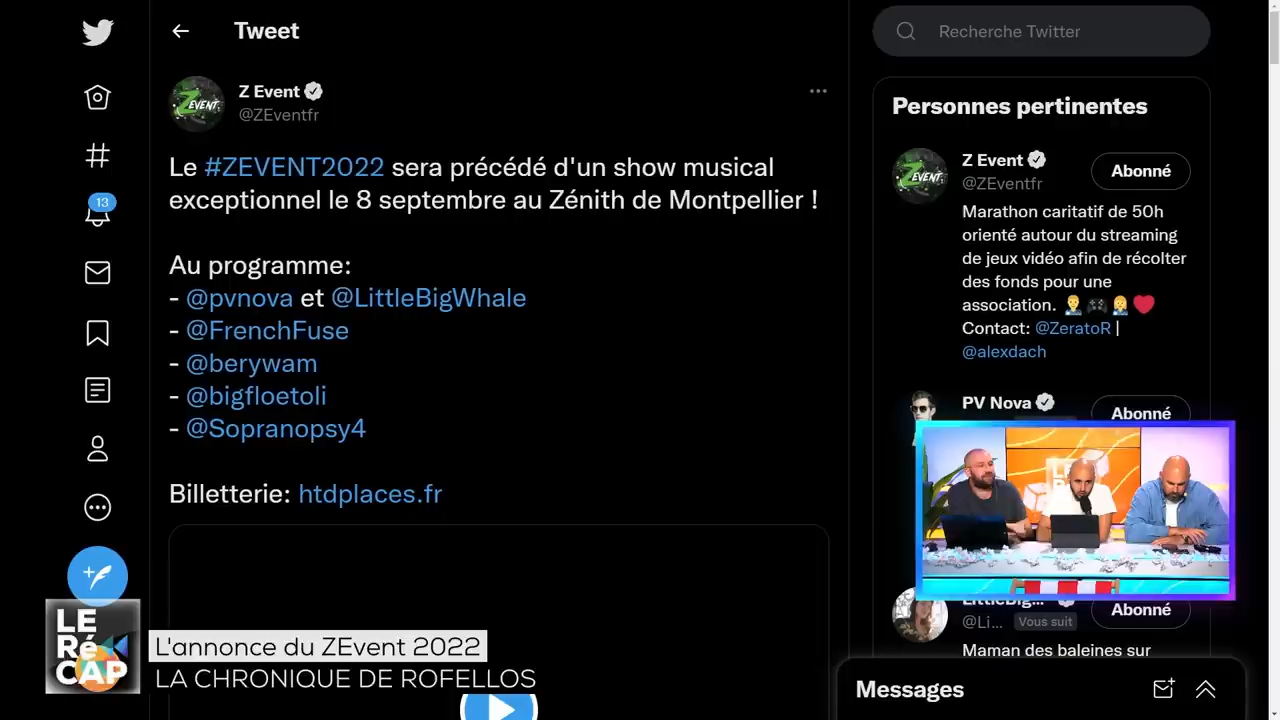 Tweet
Z Event
@ZEventfr
Le #ZEVENT2022 sera précédé d'un show musical
exceptionnel le 8 septembre au Zénith de Montpellier !
Au programme:
- @pvnova et @LittleBigWhale
- @FrenchFuse
- @berywam
- @bigfloetoli
- @Sopranopsy4
Billetterie: htdplaces.fr
13
Recherche Twitter
Personnes pertinentes
Z Event
@ZEventfr
Abonné
Marathon caritatif de 50h
orienté autour du streaming
de jeux vidéo afin de récolter
des fonds pour une
association.
Contact: @ZeratoR |
@alexdach
PV Nova
Abonné
LittleBig...
@Li... Vous suit
Abonné
Maman des baleines sur
Messages
LE
Ré
CAP
L'annonce du ZEvent 2022
LA CHRONIQUE DE ROFELLOS